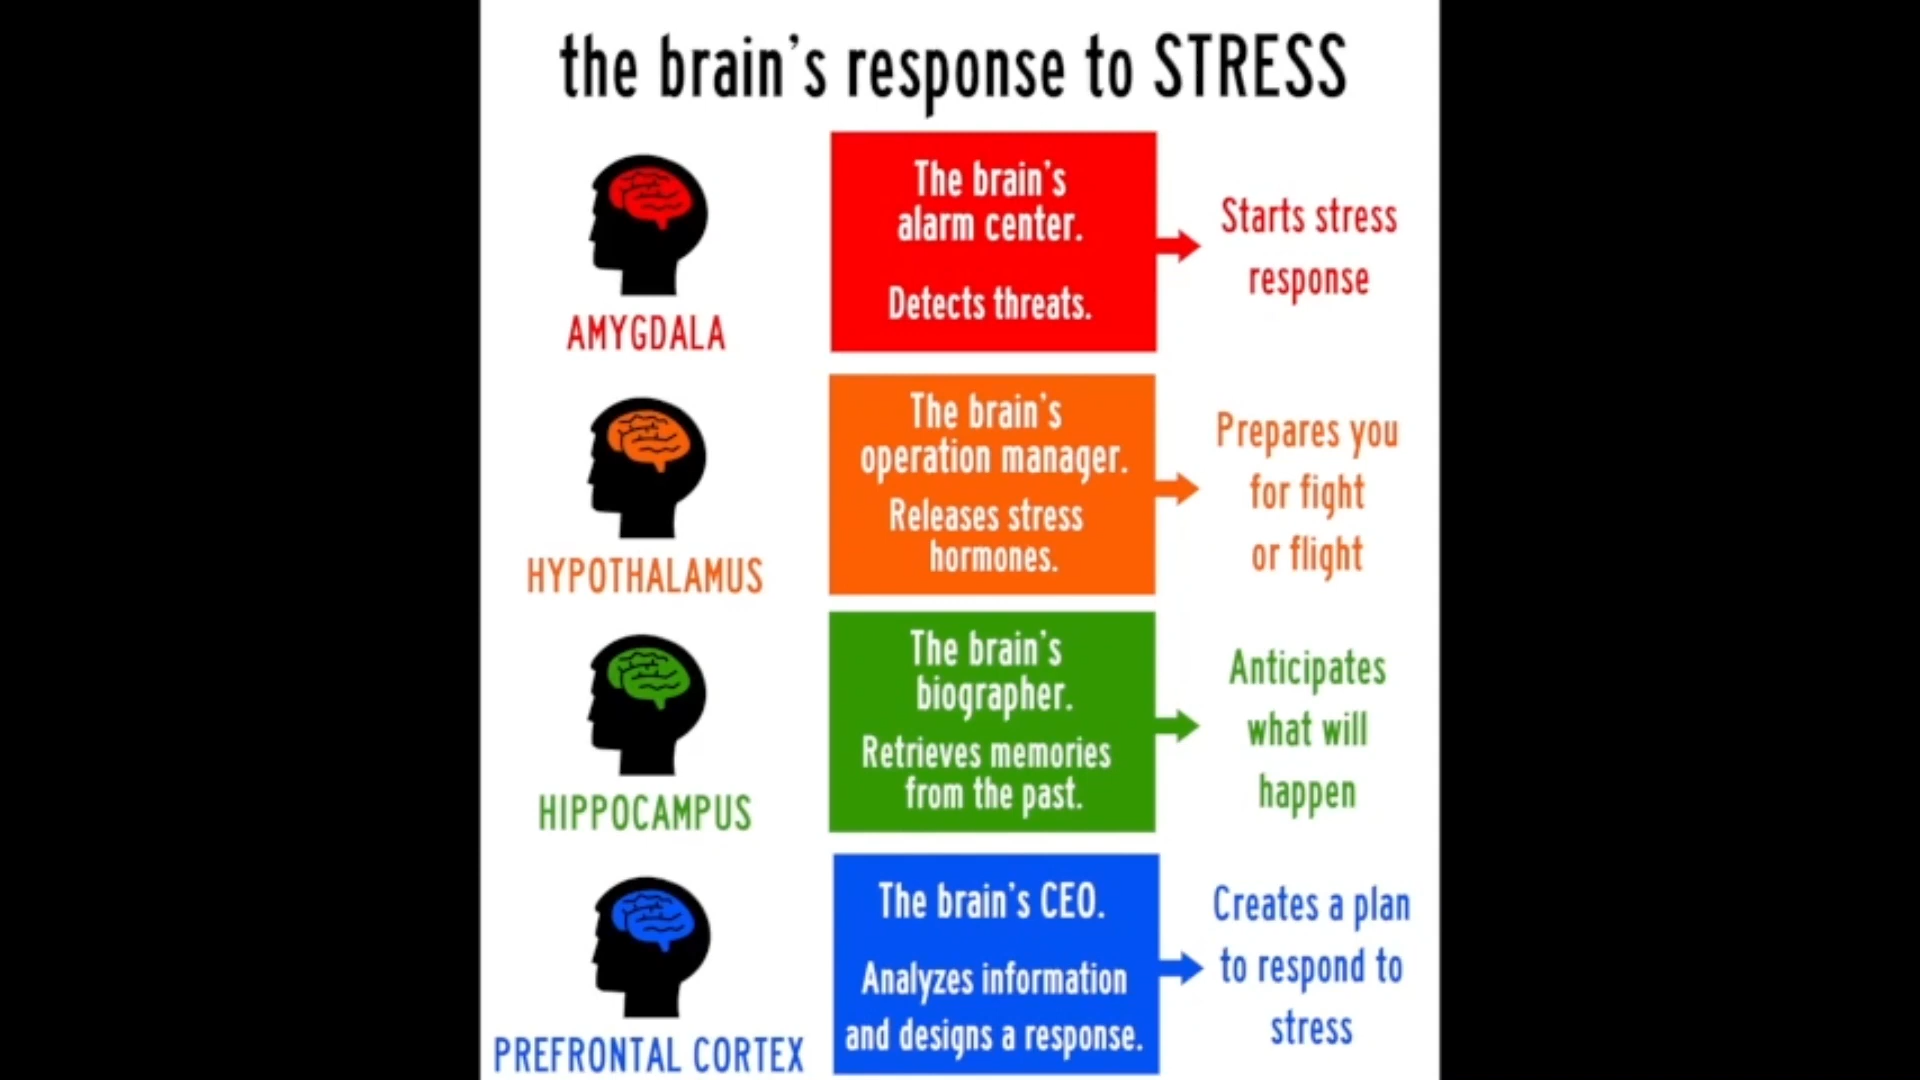 the brain's response to STRESS
AMYGDALA
The brain's
alarm center.
Detects threats.
Starts stress
response
HYPOTHALAMUS
The brain's
operation manager.
Releases stress
hormones.
Prepares you
for fight
or flight
HIPPOCAMPUS
The brain's
biographer.
Retrieves memories
from the past.
Anticipates
what will
happen
PREFRONTAL CORTEX
The brain's CEO.
Analyzes information
and designs a response.
Creates a plan
to respond to
stress